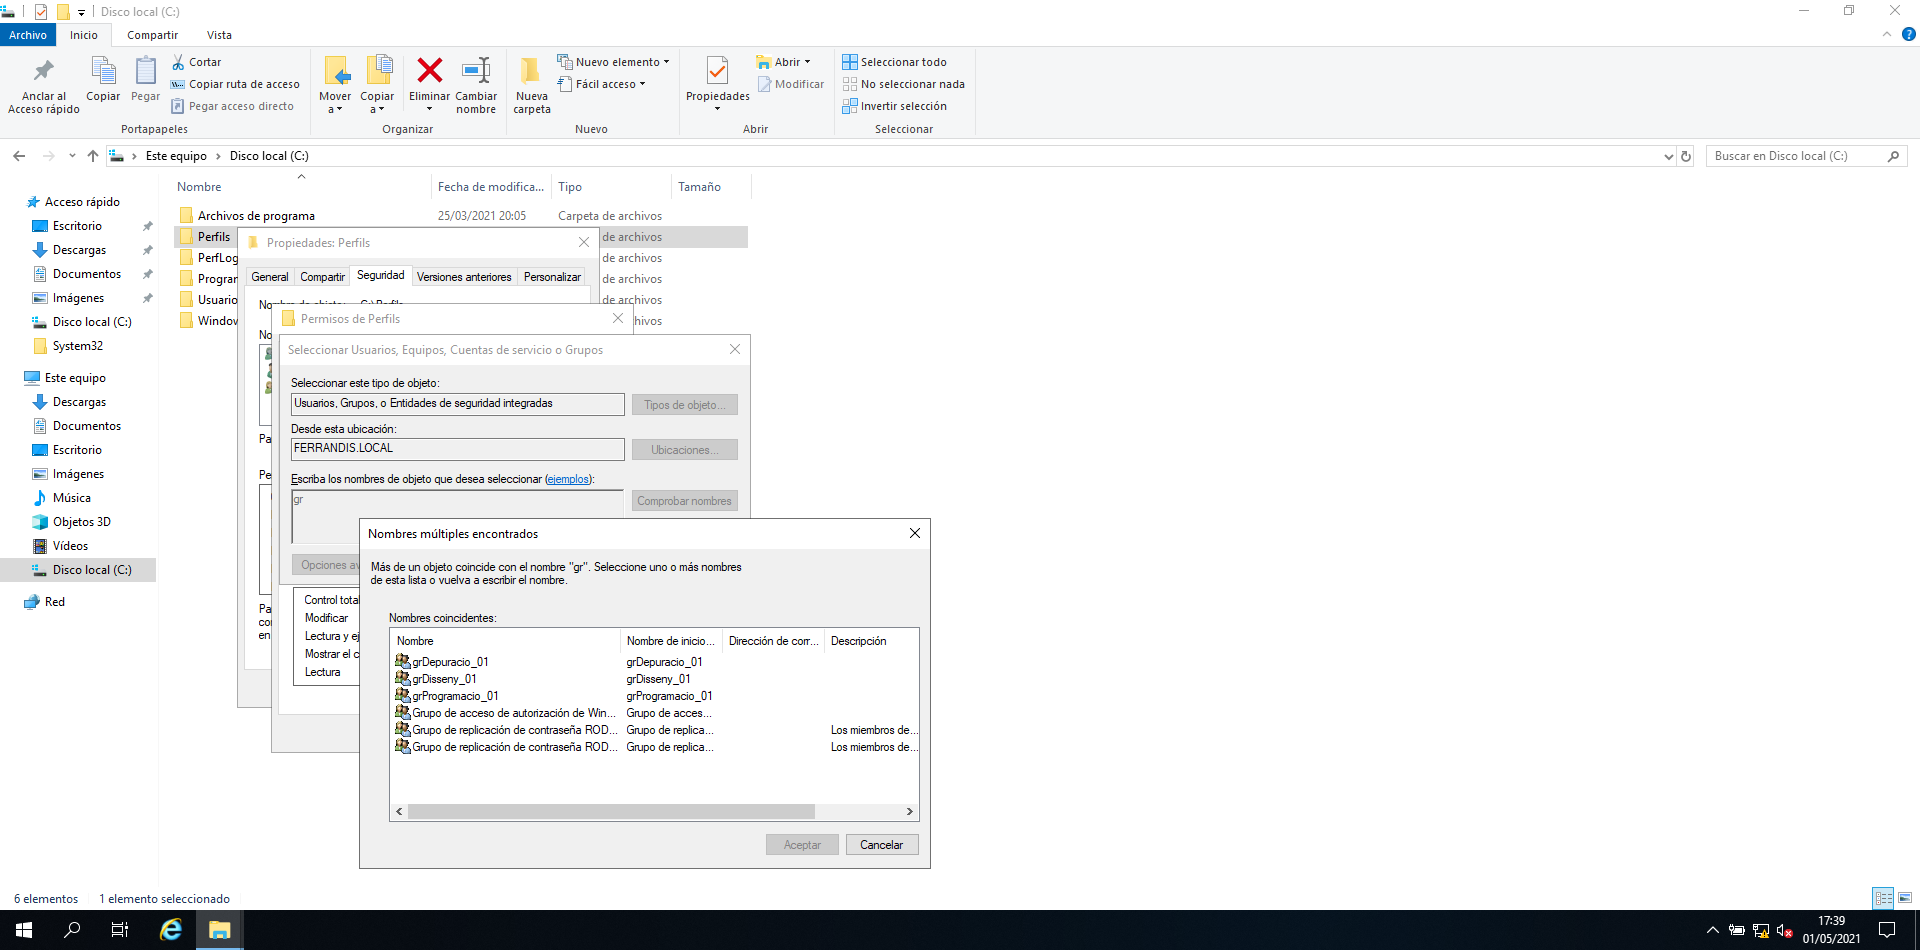 Disco local (C:)
Archivo
Inicio
Compartir
Vista
Anclar al
Acceso rápido
Copiar
Pegar
Cortar
Copiar ruta de acceso
Pegar acceso directo
Portapapeles
Mover
a
Copiar
a
Eliminar
Cambiar
nombre
Organizar
Nueva
carpeta
Nuevo elemento
Fácil acceso
Nuevo
Propiedades
Abrir
Modificar
Abrir
Seleccionar todo
No seleccionar nada
Invertir selección
Seleccionar
Este equipo > Disco local (C:)
Buscar en Disco local (C:)
Acceso rápido
Escritorio
Descargas
Documentos
Imágenes
Disco local (C:)
System32
Este equipo
Descargas
Documentos
Escritorio
Imágenes
Música
Objetos 3D
Vídeos
Disco local (C:)
Red
Nombre Fecha de modifica... Tipo Tamaño
Archivos de programa 25/03/2021 20:05 Carpeta de archivos
Perfils de archivos
PerfLog de archivos
Program de archivos
Usuario de archivos
Window hivos
Propiedades: Perfils
General Compartir Seguridad Versiones anteriores Personalizar
Permisos de Perfils
Seleccionar Usuarios, Equipos, Cuentas de servicio o Grupos
Seleccionar este tipo de objeto:
Usuarios, Grupos, o Entidades de seguridad integradas
Tipos de objeto...
Desde esta ubicación:
FERRANDIS.LOCAL
Ubicaciones...
Escriba los nombres de objeto que desea seleccionar (ejemplos):
gr
Comprobar nombres
Opciones av
No
Pa
Pe
Pa
co
en
Control total
Modificar
Lectura y ej
Mostrar el c
Lectura
Nombres múltiples encontrados
Más de un objeto coincide con el nombre "gr". Seleccione uno o más nombres
de esta lista o vuelva a escribir el nombre.
Nombres coincidentes:
Nombre Nombre de inicio... Dirección de corr... Descripción
grDepuracio_01 grDepuracio_01
grDisseny_01 grDisseny_01
grProgramacio_01 grProgramacio_01
Grupo de acceso de autorización de Win... Grupo de acces...
Grupo de replicación de contraseña ROD... Grupo de replica... Los miembros de...
Grupo de replicación de contraseña ROD... Grupo de replica... Los miembros de...
Aceptar
Cancelar
6 elementos
1 elemento seleccionado
17:39
01/05/2021